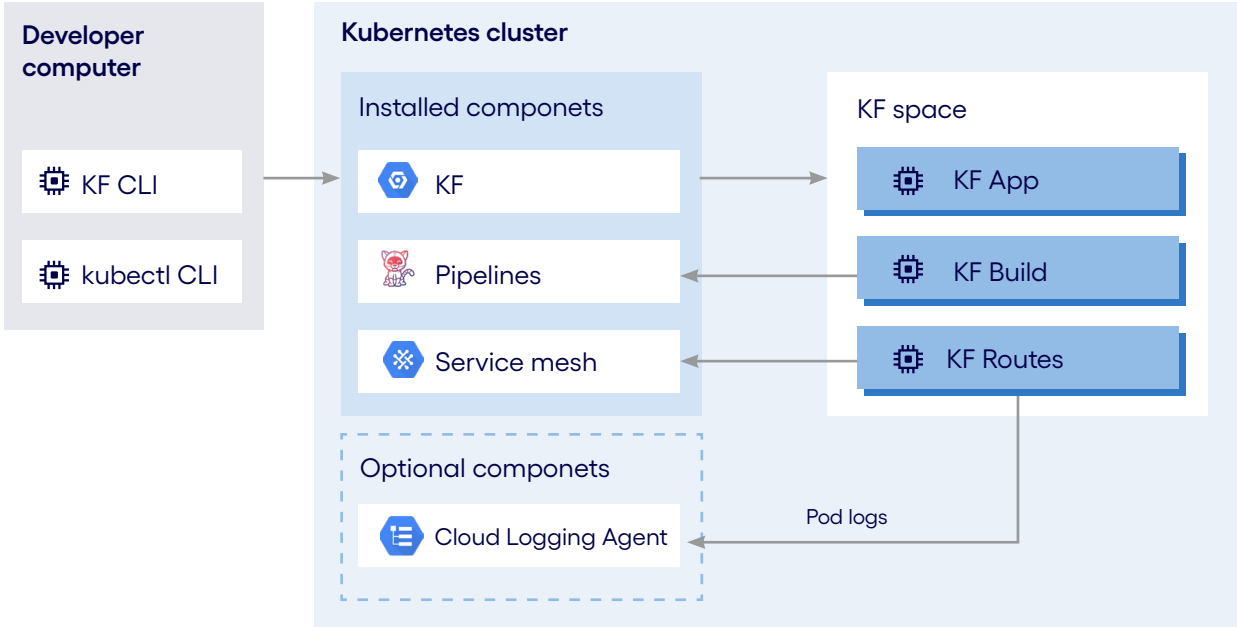 Developer
computer
KF CLI
kubectl CLI
Kubernetes cluster
Installed componets
KF
Pipelines
Service mesh
KF space
KF App
KF Build
KF Routes
Optional componets
Cloud Logging Agent
Pod logs